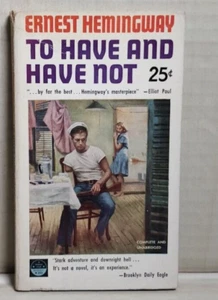 ERNEST HEMINGWAY
TO HAVE AND
HAVE NOT 25¢
"...by far the best... Hemingway's masterpiece" —Elliot Paul
COMPLETE AND
UNABRIDGED
"Stark adventure and downright hell...
It's not a novel, it's an experience."
—Brooklyn Daily Eagle